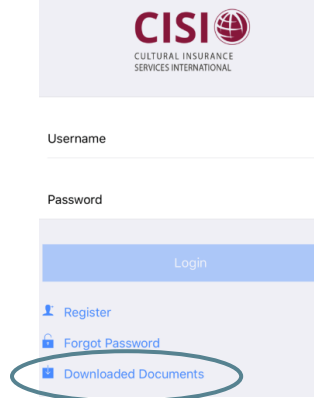 CISI
CULTURAL INSURANCE
SERVICES INTERNATIONAL
Username
Password
Login
Register
Forgot Password
Downloaded Documents